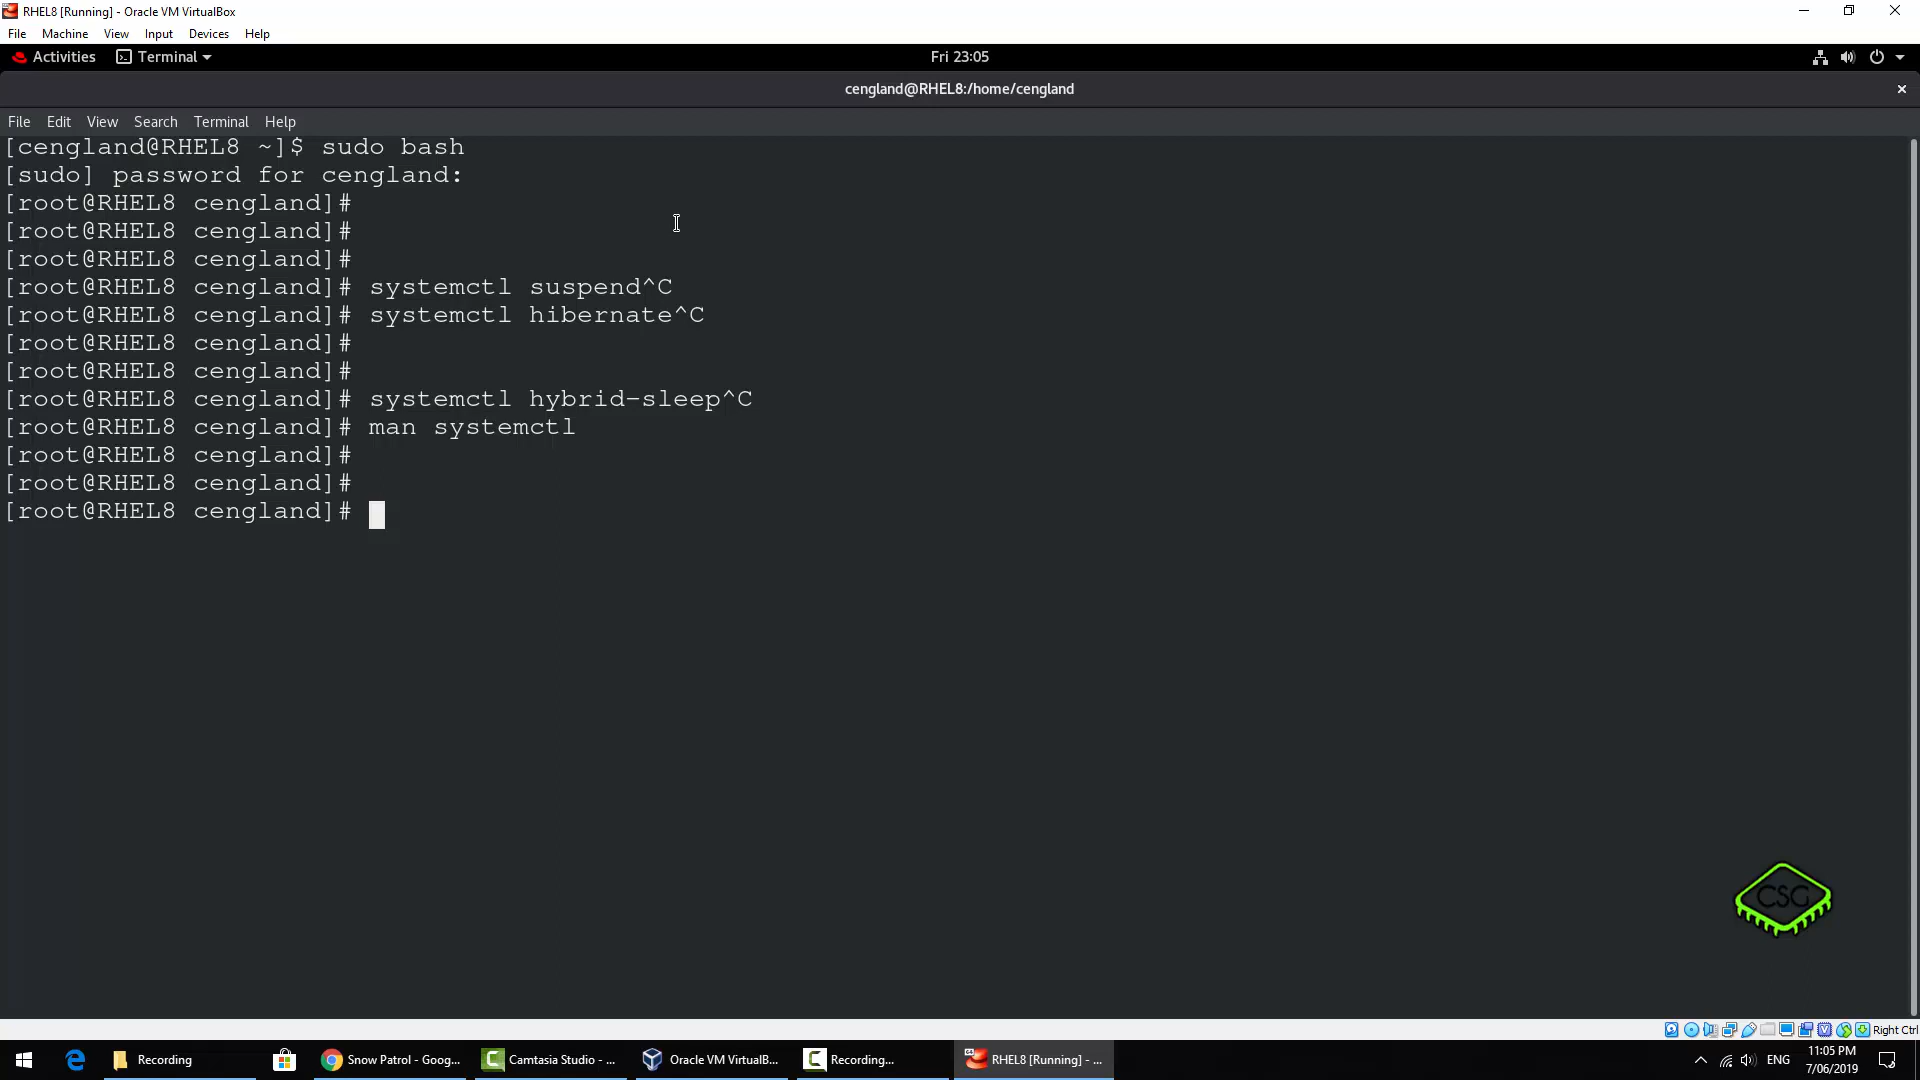 RHEL8 [Running] - Oracle VM VirtualBox
File Machine View Input Devices Help
Activities Terminal Fri 23:05
cengland@RHEL8:/home/cengland
File Edit View Search Terminal Help
[cengland@RHEL8 ~]$ sudo bash
[sudo] password for cengland:
[root@RHEL8 cengland]#
[root@RHEL8 cengland]#
[root@RHEL8 cengland]#
[root@RHEL8 cengland]# systemctl suspend^C
[root@RHEL8 cengland]# systemctl hibernate^C
[root@RHEL8 cengland]#
[root@RHEL8 cengland]#
[root@RHEL8 cengland]# systemctl hybrid-sleep^C
[root@RHEL8 cengland]# man systemctl
[root@RHEL8 cengland]#
[root@RHEL8 cengland]#
[root@RHEL8 cengland]#
CSG
Right Ctrl
Recording Snow Patrol - Goog... Camtasia Studio - ... Oracle VM VirtualB... Recording... RHEL8 [Running] - ... ENG 11:05 PM
7/06/2019